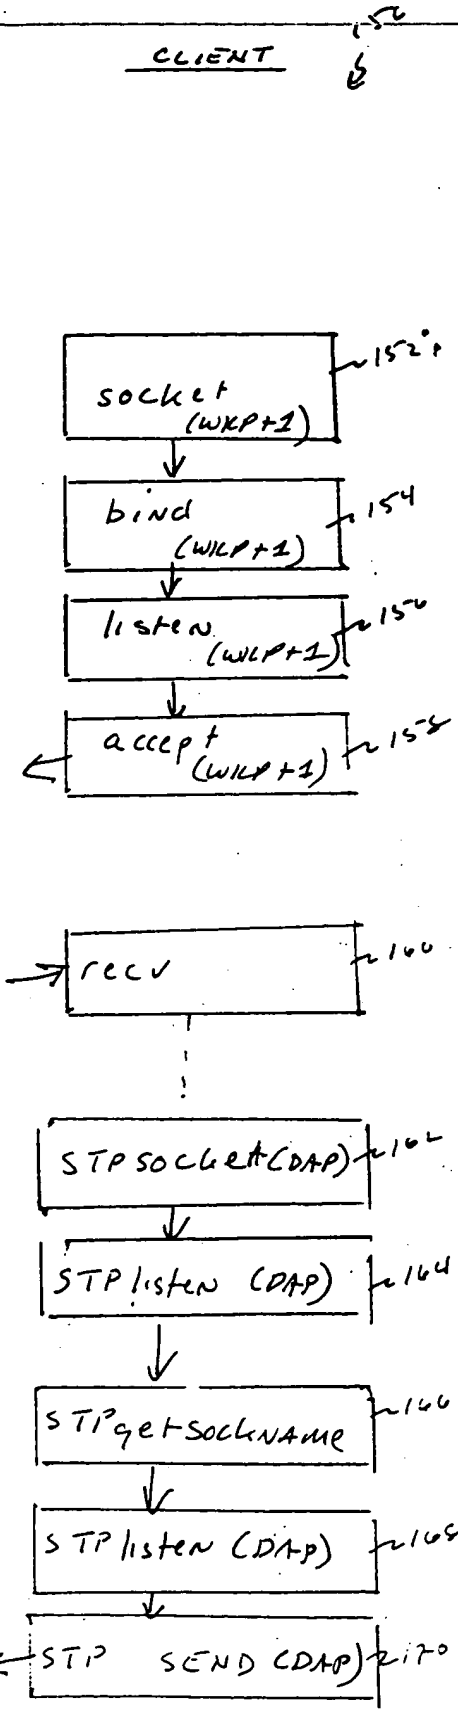 150
CLIENT
socket
(WKP+1)
152
bind
(WKP+1)
154
listen
(WKP+1)
156
accept
(WKP+1)
158
recv
160
STPsocket(DAP)
162
STPlisten (DAP)
164
STPgetsockNAMe
166
STPlisten (DAP)
168
STP SEND (DAP)
170